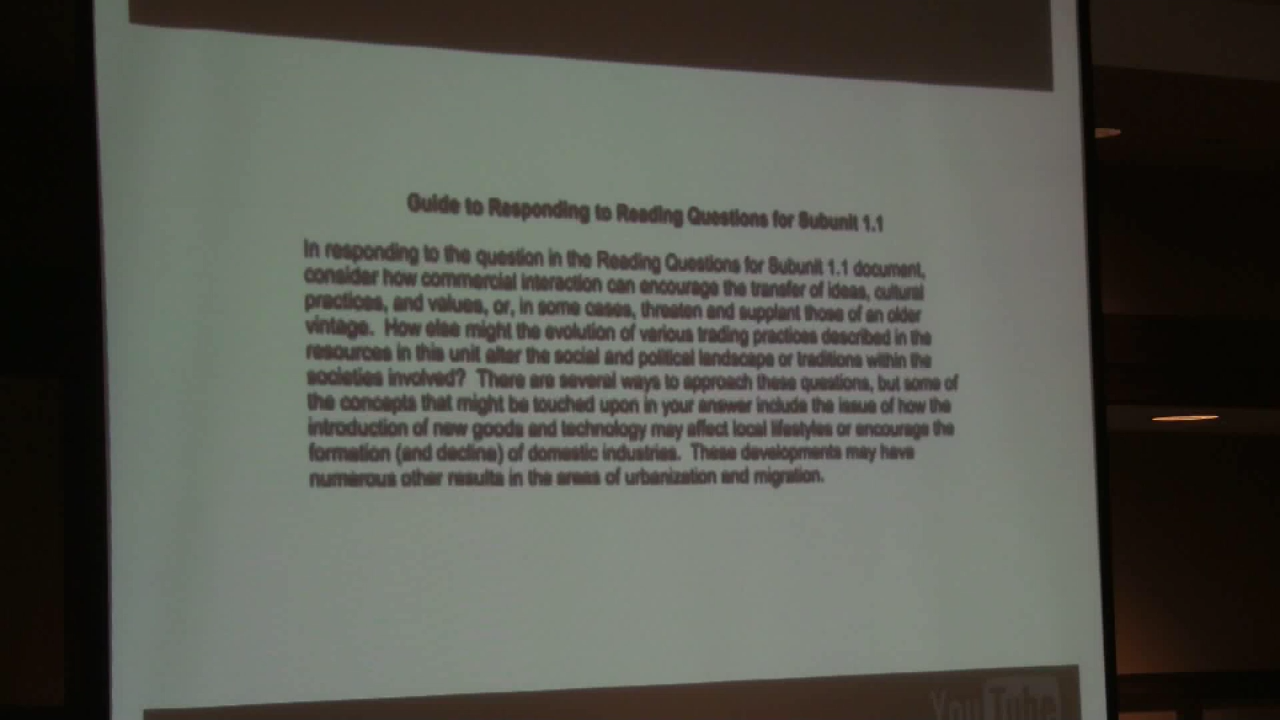 Guide to Responding to Reading Questions for Subunit 1.1
In responding to the question in the Reading Questions for Subunit 1.1 document,
consider how commercial interaction can encourage the transfer of ideas, cultural
practices, and values, or, in some cases, threaten and supplant those of an older
vintage. How else might the evolution of various trading practices described in the
resources in this unit alter the social and political landscape or traditions within the
societies involved? There are several ways to approach these questions, but some of
the concepts that might be touched upon in your answer include the issue of how the
introduction of new goods and technology may affect local lifestyles or encourage the
formation (and decline) of domestic industries. These developments may have
numerous other results in the areas of urbanization and migration.
YouTube